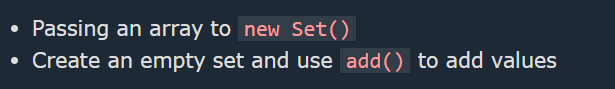 • Passing an array to new Set()
• Create an empty set and use add() to add values